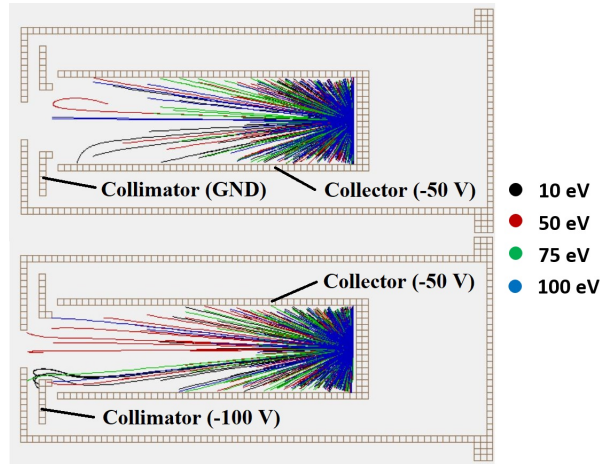 Collimator (GND)
Collector (-50 V)
10 eV
50 eV
75 eV
100 eV
Collector (-50 V)
Collimator (-100 V)